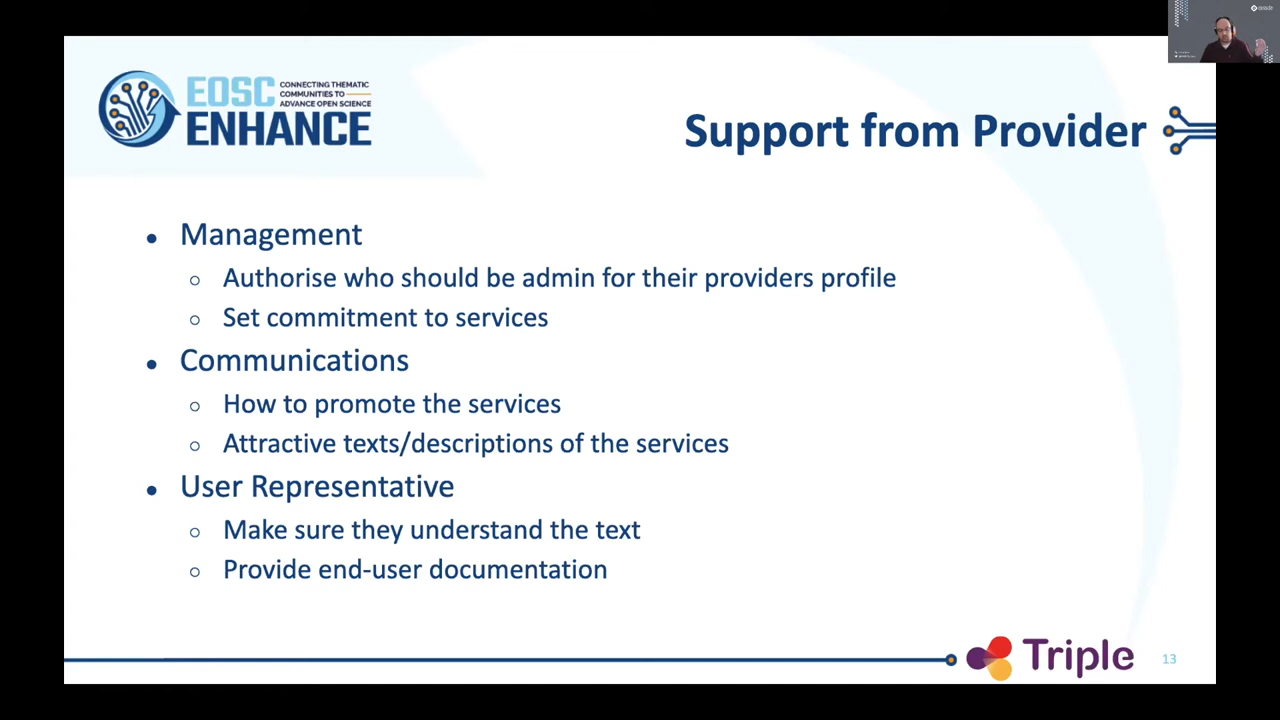 EOSC
ENHANCE
CONNECTING THEMATIC
COMMUNITIES TO
ADVANCE OPEN SCIENCE
Support from Provider
● Management
○ Authorise who should be admin for their providers profile
○ Set commitment to services
● Communications
○ How to promote the services
○ Attractive texts/descriptions of the services
● User Representative
○ Make sure they understand the text
○ Provide end-user documentation
Triple
13